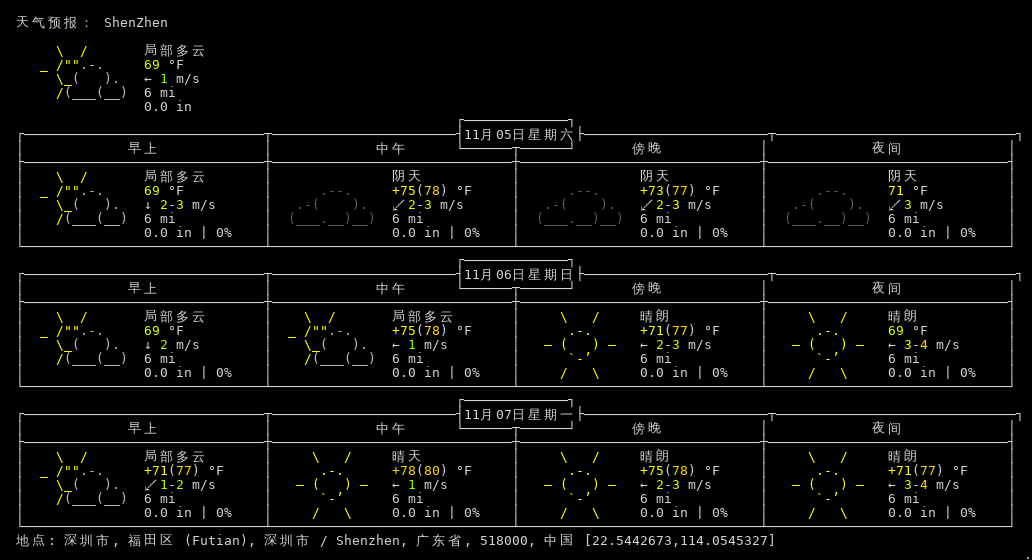 天气预报： ShenZhen
局部多云
69 °F
← 1 m/s
6 mi
0.0 in
11月05日星期六
早上 中午 傍晚 夜间
局部多云 阴天 阴天 阴天
69 °F +75(78) °F +73(77) °F 71 °F
↓ 2-3 m/s ↙ 2-3 m/s ↙ 2-3 m/s ↙ 3 m/s
6 mi 6 mi 6 mi 6 mi
0.0 in | 0% 0.0 in | 0% 0.0 in | 0% 0.0 in | 0%
11月06日星期日
早上 中午 傍晚 夜间
局部多云 局部多云 晴朗 晴朗
69 °F +75(78) °F +71(77) °F 69 °F
↓ 2 m/s ← 1 m/s ← 2-3 m/s ← 3-4 m/s
6 mi 6 mi 6 mi 6 mi
0.0 in | 0% 0.0 in | 0% 0.0 in | 0% 0.0 in | 0%
11月07日星期一
早上 中午 傍晚 夜间
局部多云 晴天 晴朗 晴朗
+71(77) °F +78(80) °F +75(78) °F +71(77) °F
↙ 1-2 m/s ← 1 m/s ← 2-3 m/s ← 3-4 m/s
6 mi 6 mi 6 mi 6 mi
0.0 in | 0% 0.0 in | 0% 0.0 in | 0% 0.0 in | 0%
地点: 深圳市, 福田区 (Futian), 深圳市 / Shenzhen, 广东省, 518000, 中国 [22.5442673,114.0545327]